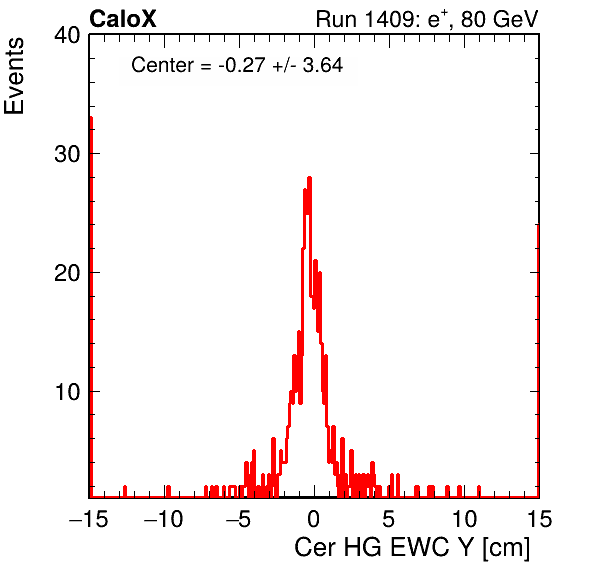 CaloX Run 1409: e⁺, 80 GeV
Center = -0.27 +/- 3.64
Events
40
30
20
10
−15 −10 −5 0 5 10 15
Cer HG EWC Y [cm]